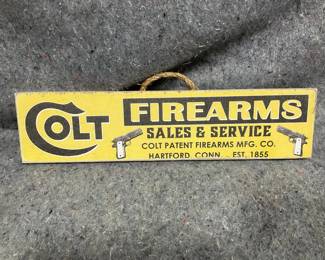 COLT
FIREARMS
SALES & SERVICE
COLT PATENT FIREARMS MFG. CO.
HARTFORD, CONN. . . EST. 1855